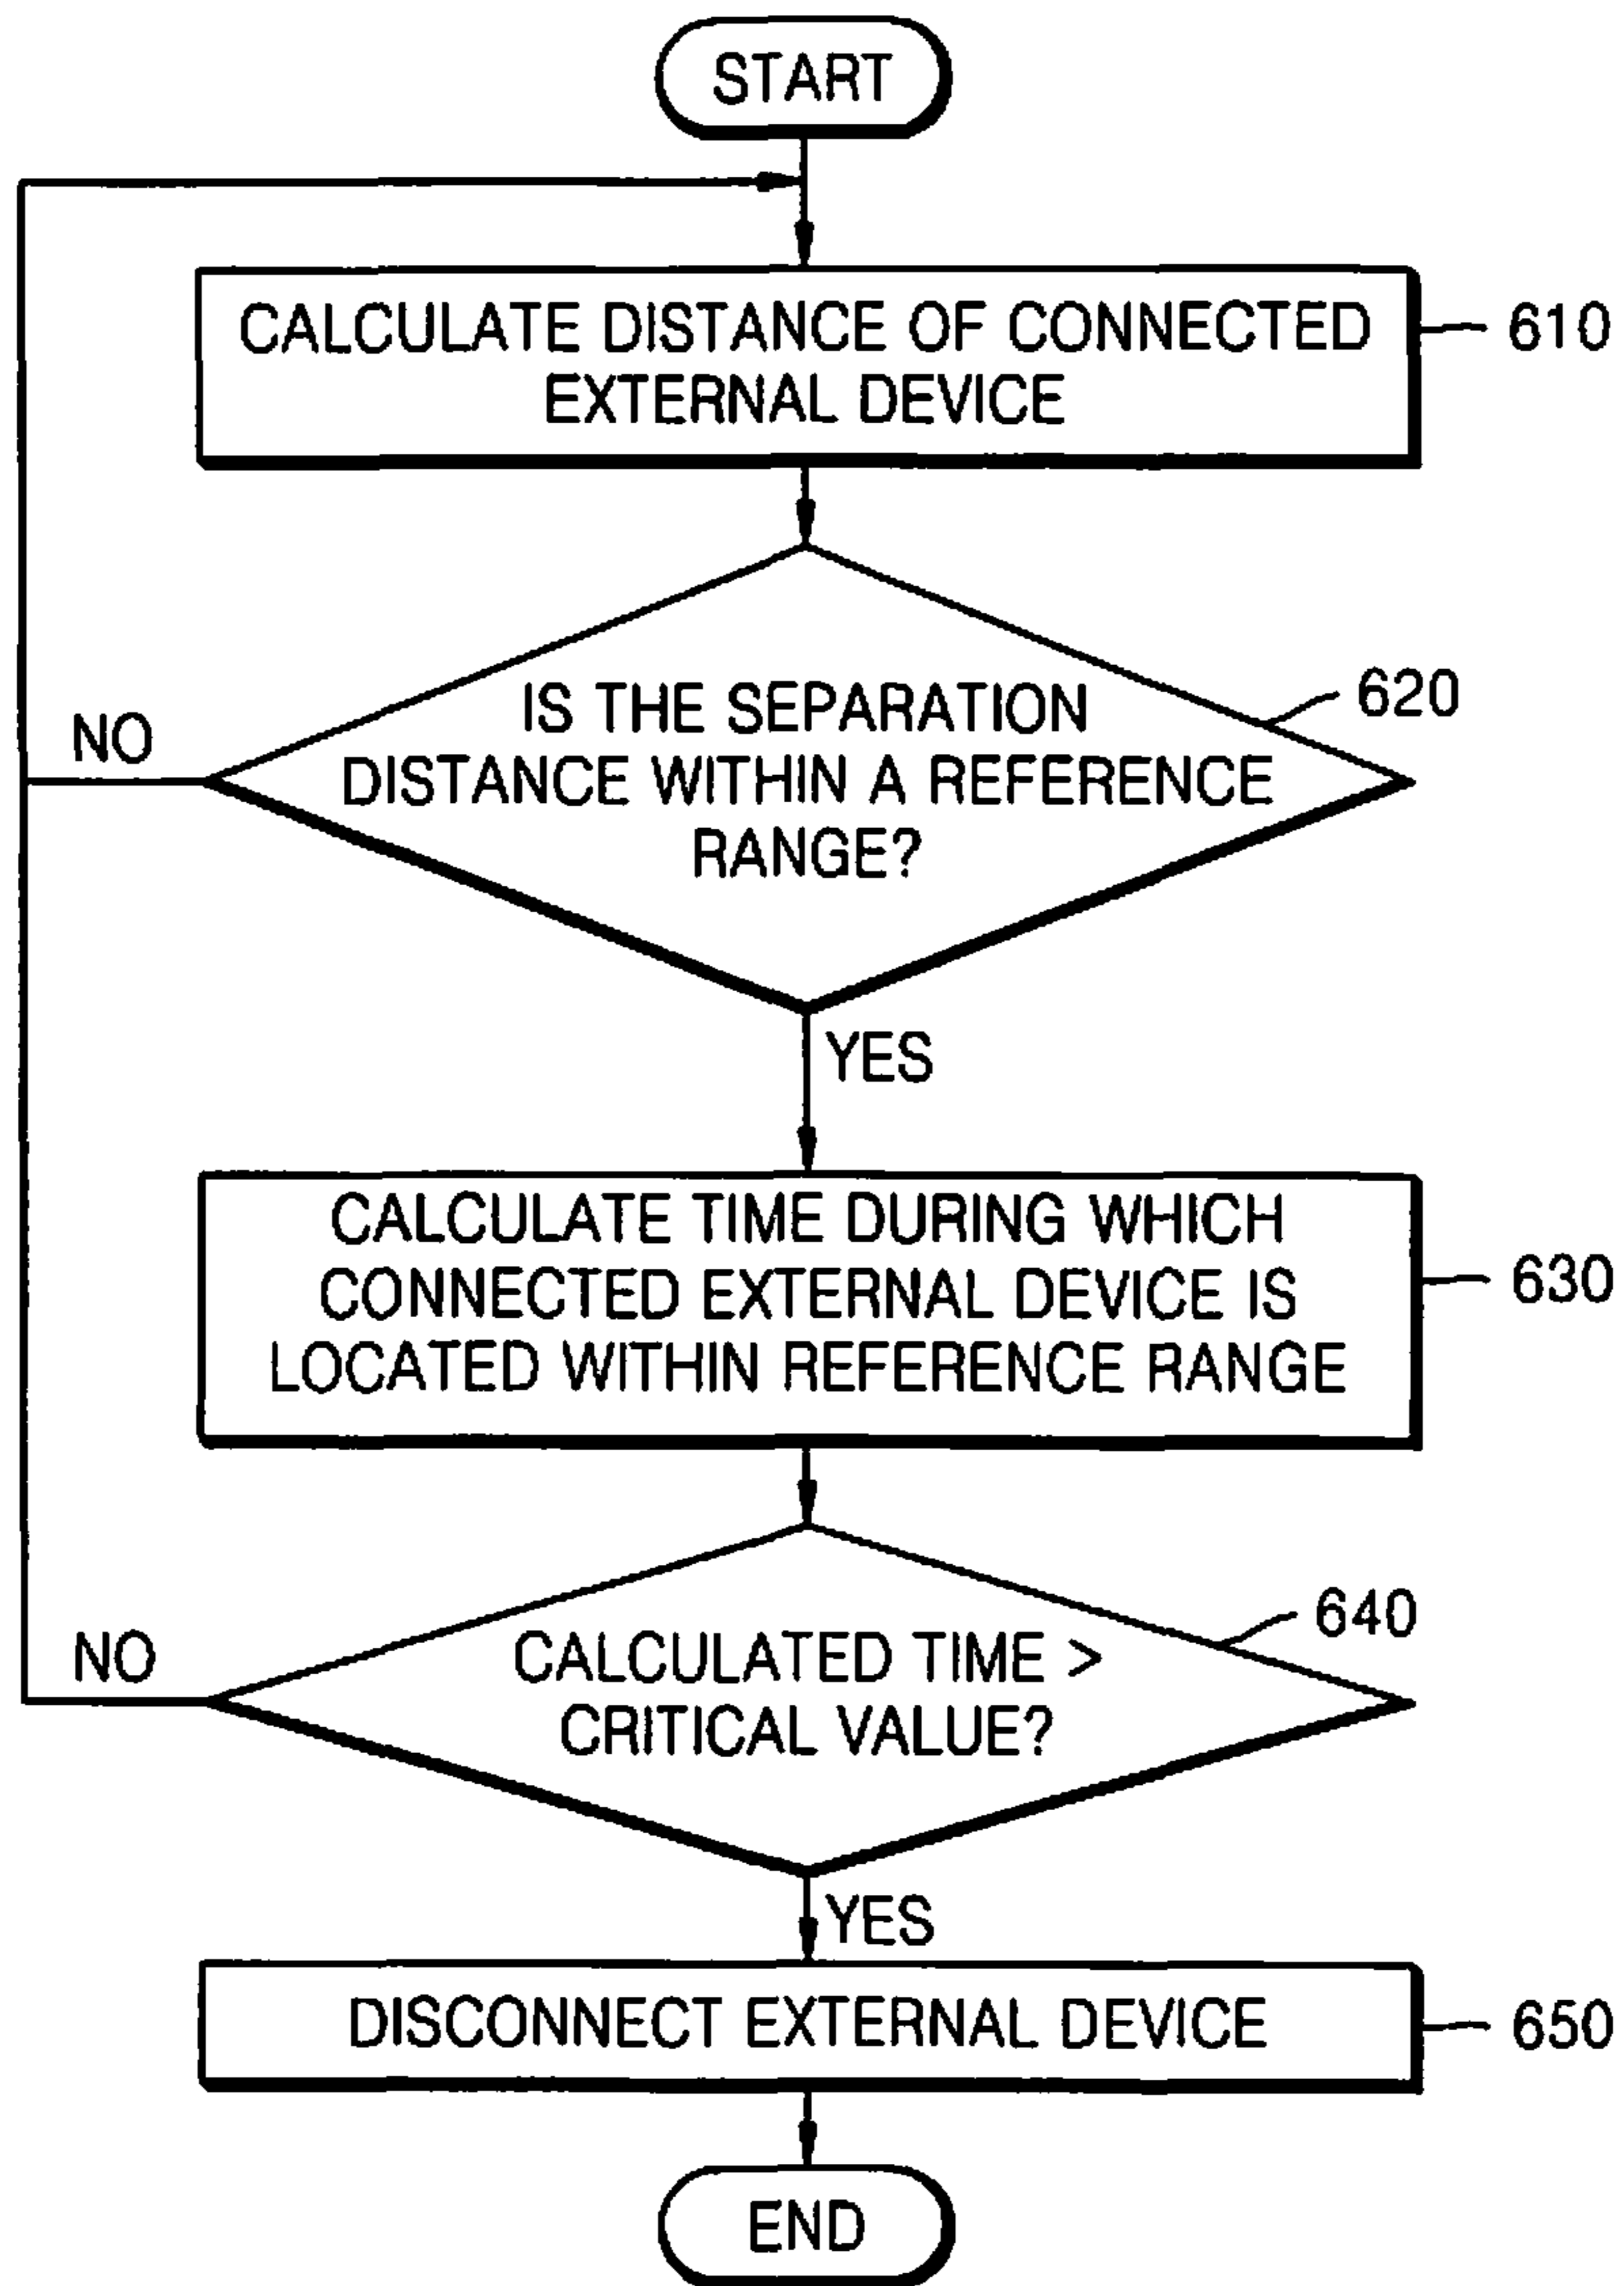 START
CALCULATE DISTANCE OF CONNECTED
EXTERNAL DEVICE
610
IS THE SEPARATION
DISTANCE WITHIN A REFERENCE
RANGE?
620
NO
YES
CALCULATE TIME DURING WHICH
CONNECTED EXTERNAL DEVICE IS
LOCATED WITHIN REFERENCE RANGE
630
CALCULATED TIME >
CRITICAL VALUE?
640
NO
YES
DISCONNECT EXTERNAL DEVICE
650
END